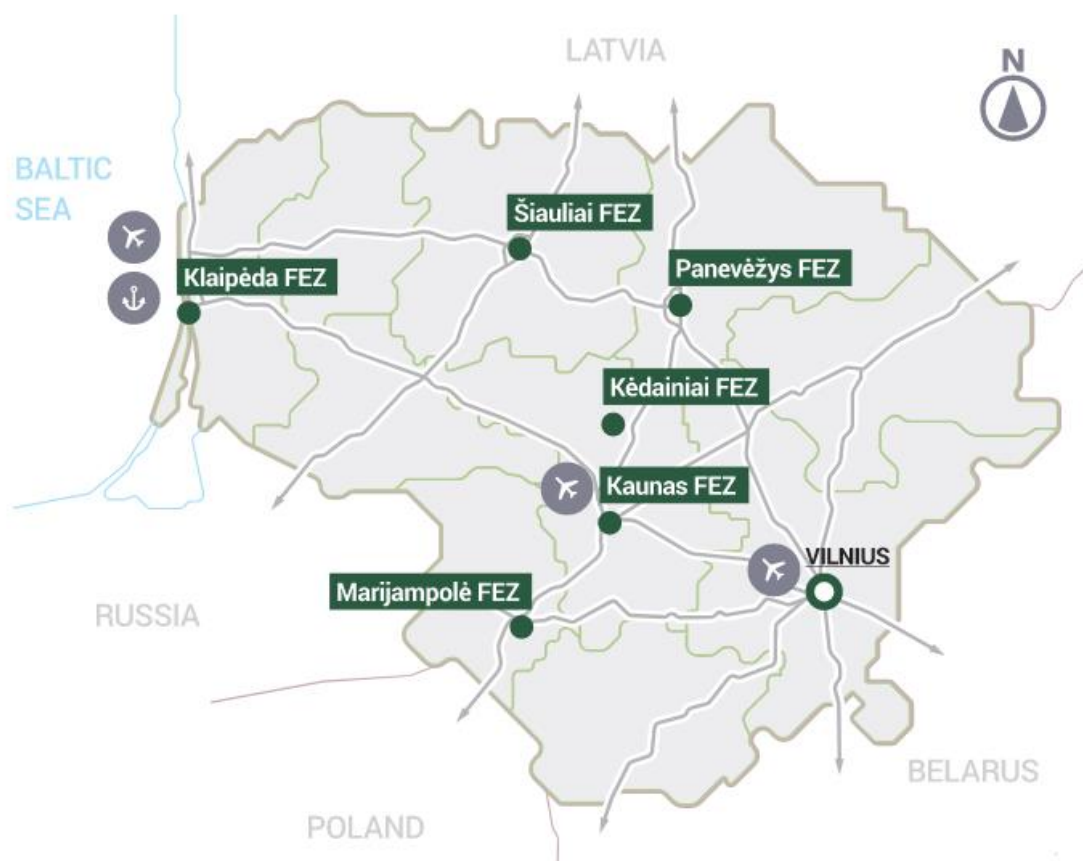 LATVIA
N
BALTIC
SEA
Šiauliai FEZ
Klaipėda FEZ
Panevėžys FEZ
Kėdainiai FEZ
Kaunas FEZ
VILNIUS
Marijampolė FEZ
RUSSIA
BELARUS
POLAND